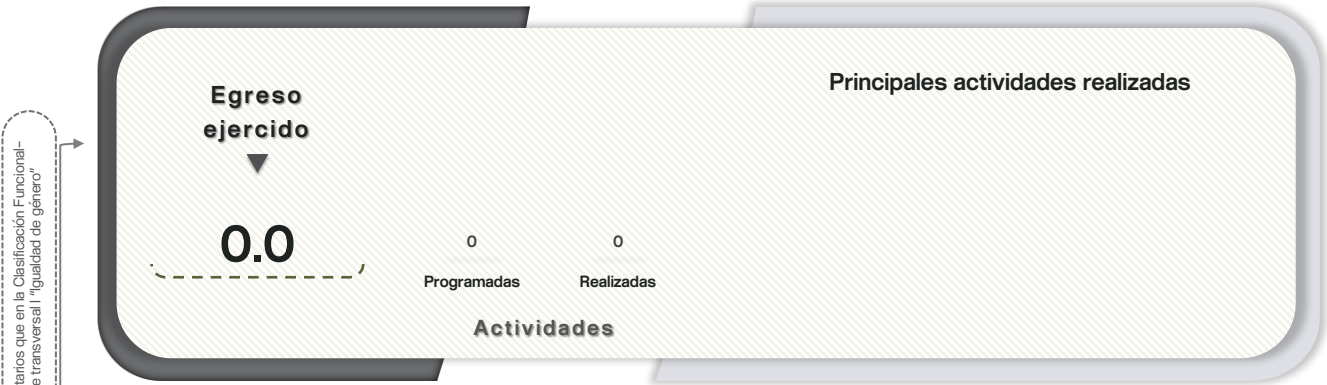 tarios que en la Clasificación Funcional–
e transversal I "Igualdad de género"
Egreso
ejercido
0.0
0
Programadas
0
Realizadas
Actividades
Principales actividades realizadas